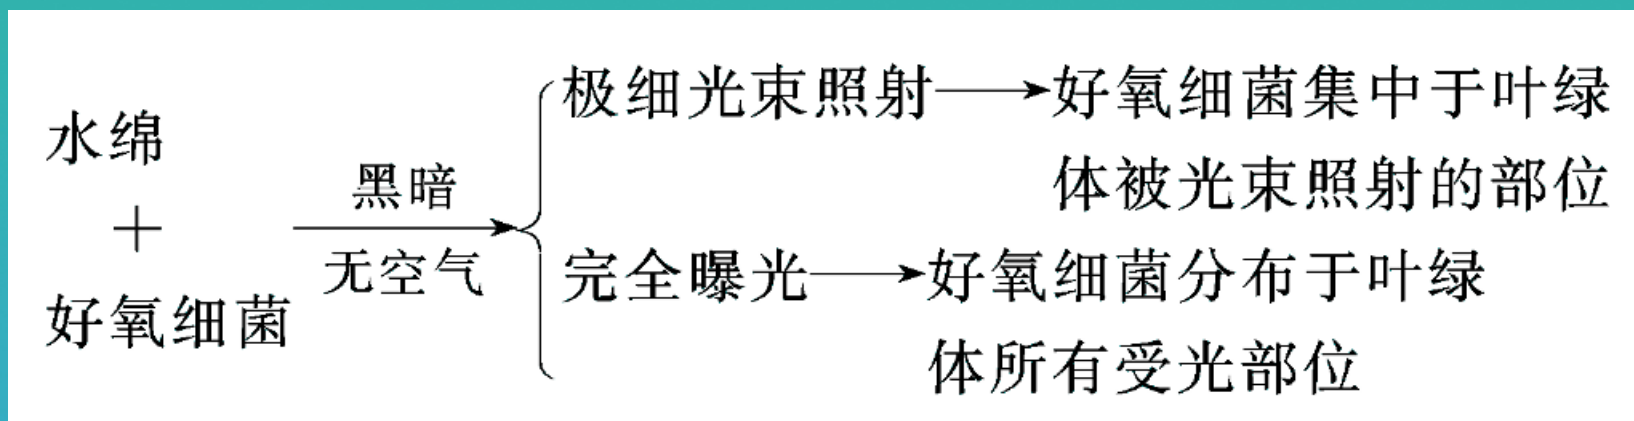 水绵
+
好氧细菌
黑暗
无空气
极细光束照射
好氧细菌集中于叶绿
体被光束照射的部位
完全曝光
好氧细菌分布于叶绿
体所有受光部位